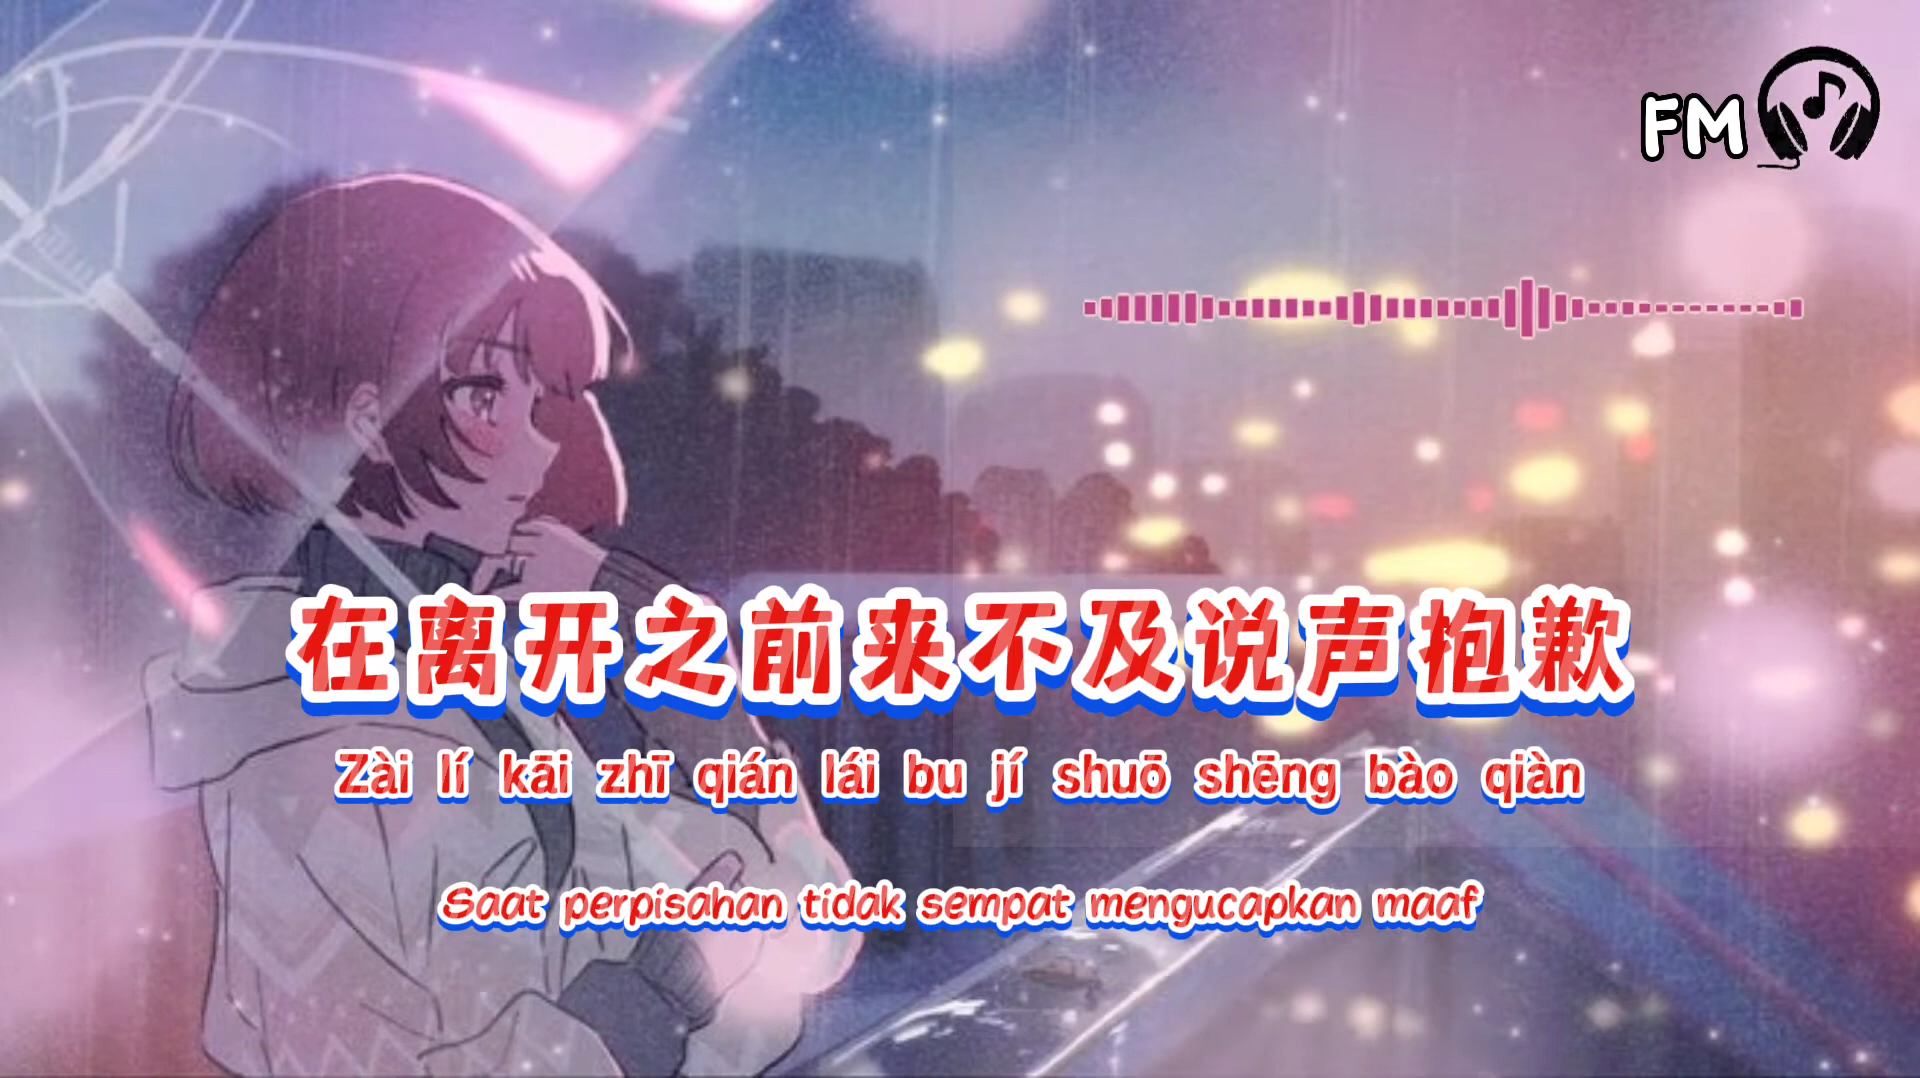 FM
在离开之前来不及说声抱歉
Zài lí kāi zhī qián lái bu jí shuō shēng bào qiàn
Saat perpisahan tidak sempat mengucapkan maaf